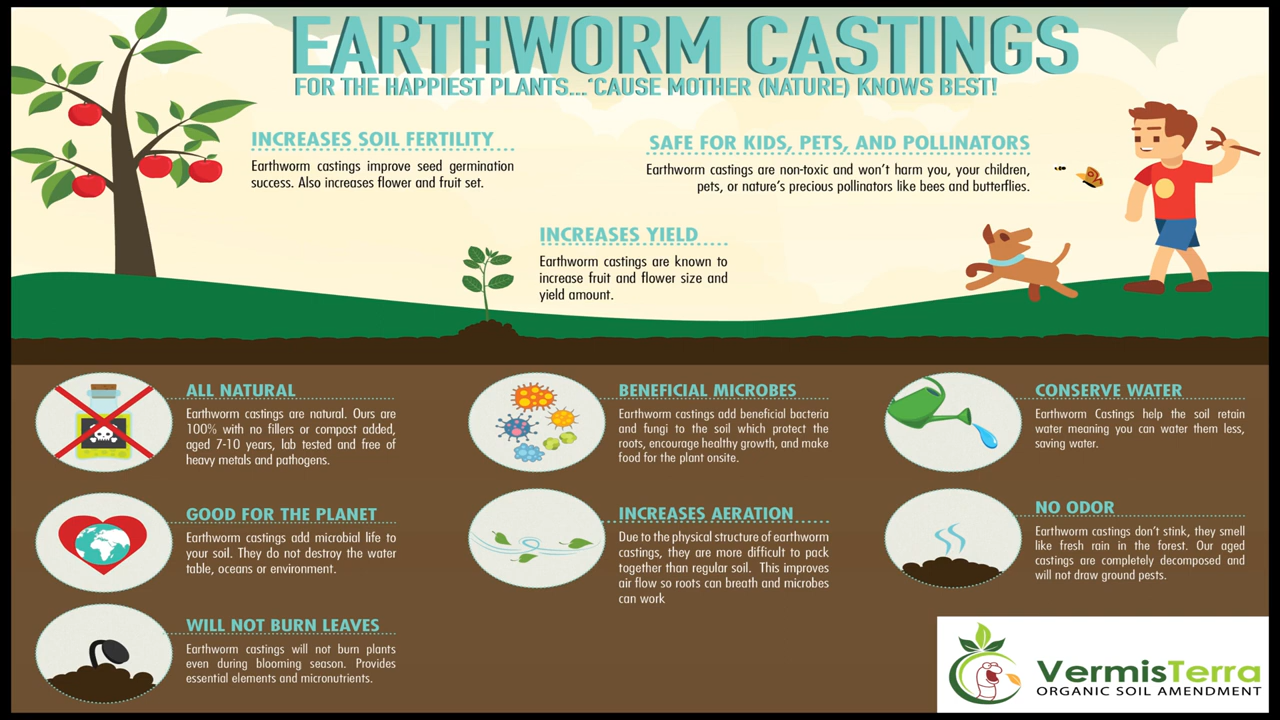 EARTHWORM CASTINGS
FOR THE HAPPIEST PLANTS...'CAUSE MOTHER (NATURE) KNOWS BEST!
INCREASES SOIL FERTILITY
Earthworm castings improve seed germination
success. Also increases flower and fruit set.
SAFE FOR KIDS, PETS, AND POLLINATORS
Earthworm castings are non-toxic and won't harm you, your children,
pets, or nature's precious pollinators like bees and butterflies.
INCREASES YIELD
Earthworm castings are known to
increase fruit and flower size and
yield amount.
ALL NATURAL
Earthworm castings are natural. Ours are
100% with no fillers or compost added,
aged 7-10 years, lab tested and free of
heavy metals and pathogens.
BENEFICIAL MICROBES
Earthworm castings add beneficial bacteria
and fungi to the soil which protect the
roots, encourage healthy growth, and make
food for the plant onsite.
CONSERVE WATER
Earthworm Castings help the soil retain
water meaning you can water them less,
saving water.
GOOD FOR THE PLANET
Earthworm castings add microbial life to
your soil. They do not destroy the water
table, oceans or environment.
INCREASES AERATION
Due to the physical structure of earthworm
castings, they are more difficult to pack
together than regular soil. This improves
air flow so roots can breath and microbes
can work
NO ODOR
Earthworm castings don't stink, they smell
like fresh rain in the forest. Our aged
castings are completely decomposed and
will not draw ground pests.
WILL NOT BURN LEAVES
Earthworm castings will not burn plants
even during blooming season. Provides
essential elements and micronutrients.
VermisTerra
ORGANIC SOIL AMENDMENT